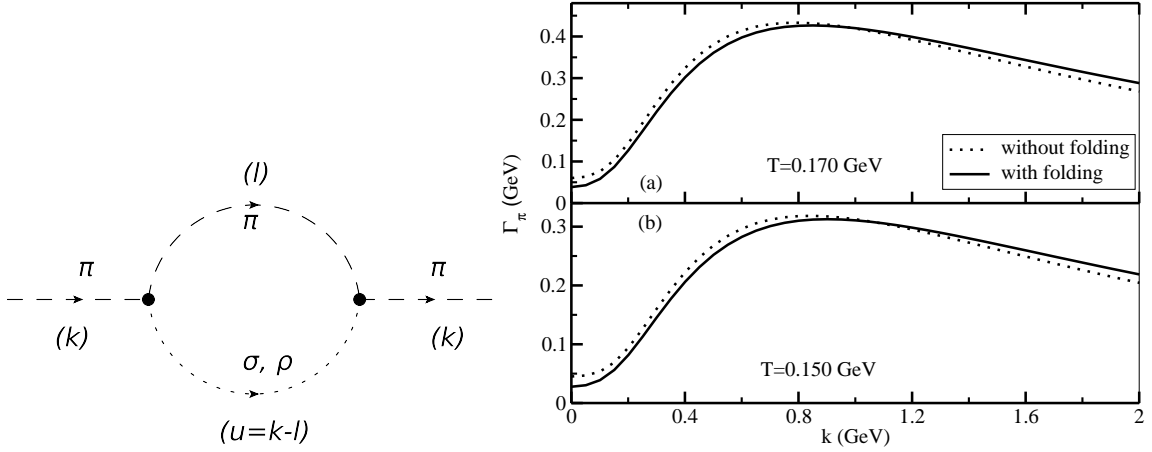 (l)
π
π
π
(k)
(k)
σ, ρ
(u=k-l)
0.4
0.3
0.2
0.1
0
T=0.170 GeV
(a)
without folding
with folding
Γπ (GeV)
0.3
0.2
0.1
0
(b)
T=0.150 GeV
0
0.4
0.8
1.2
1.6
2
k (GeV)